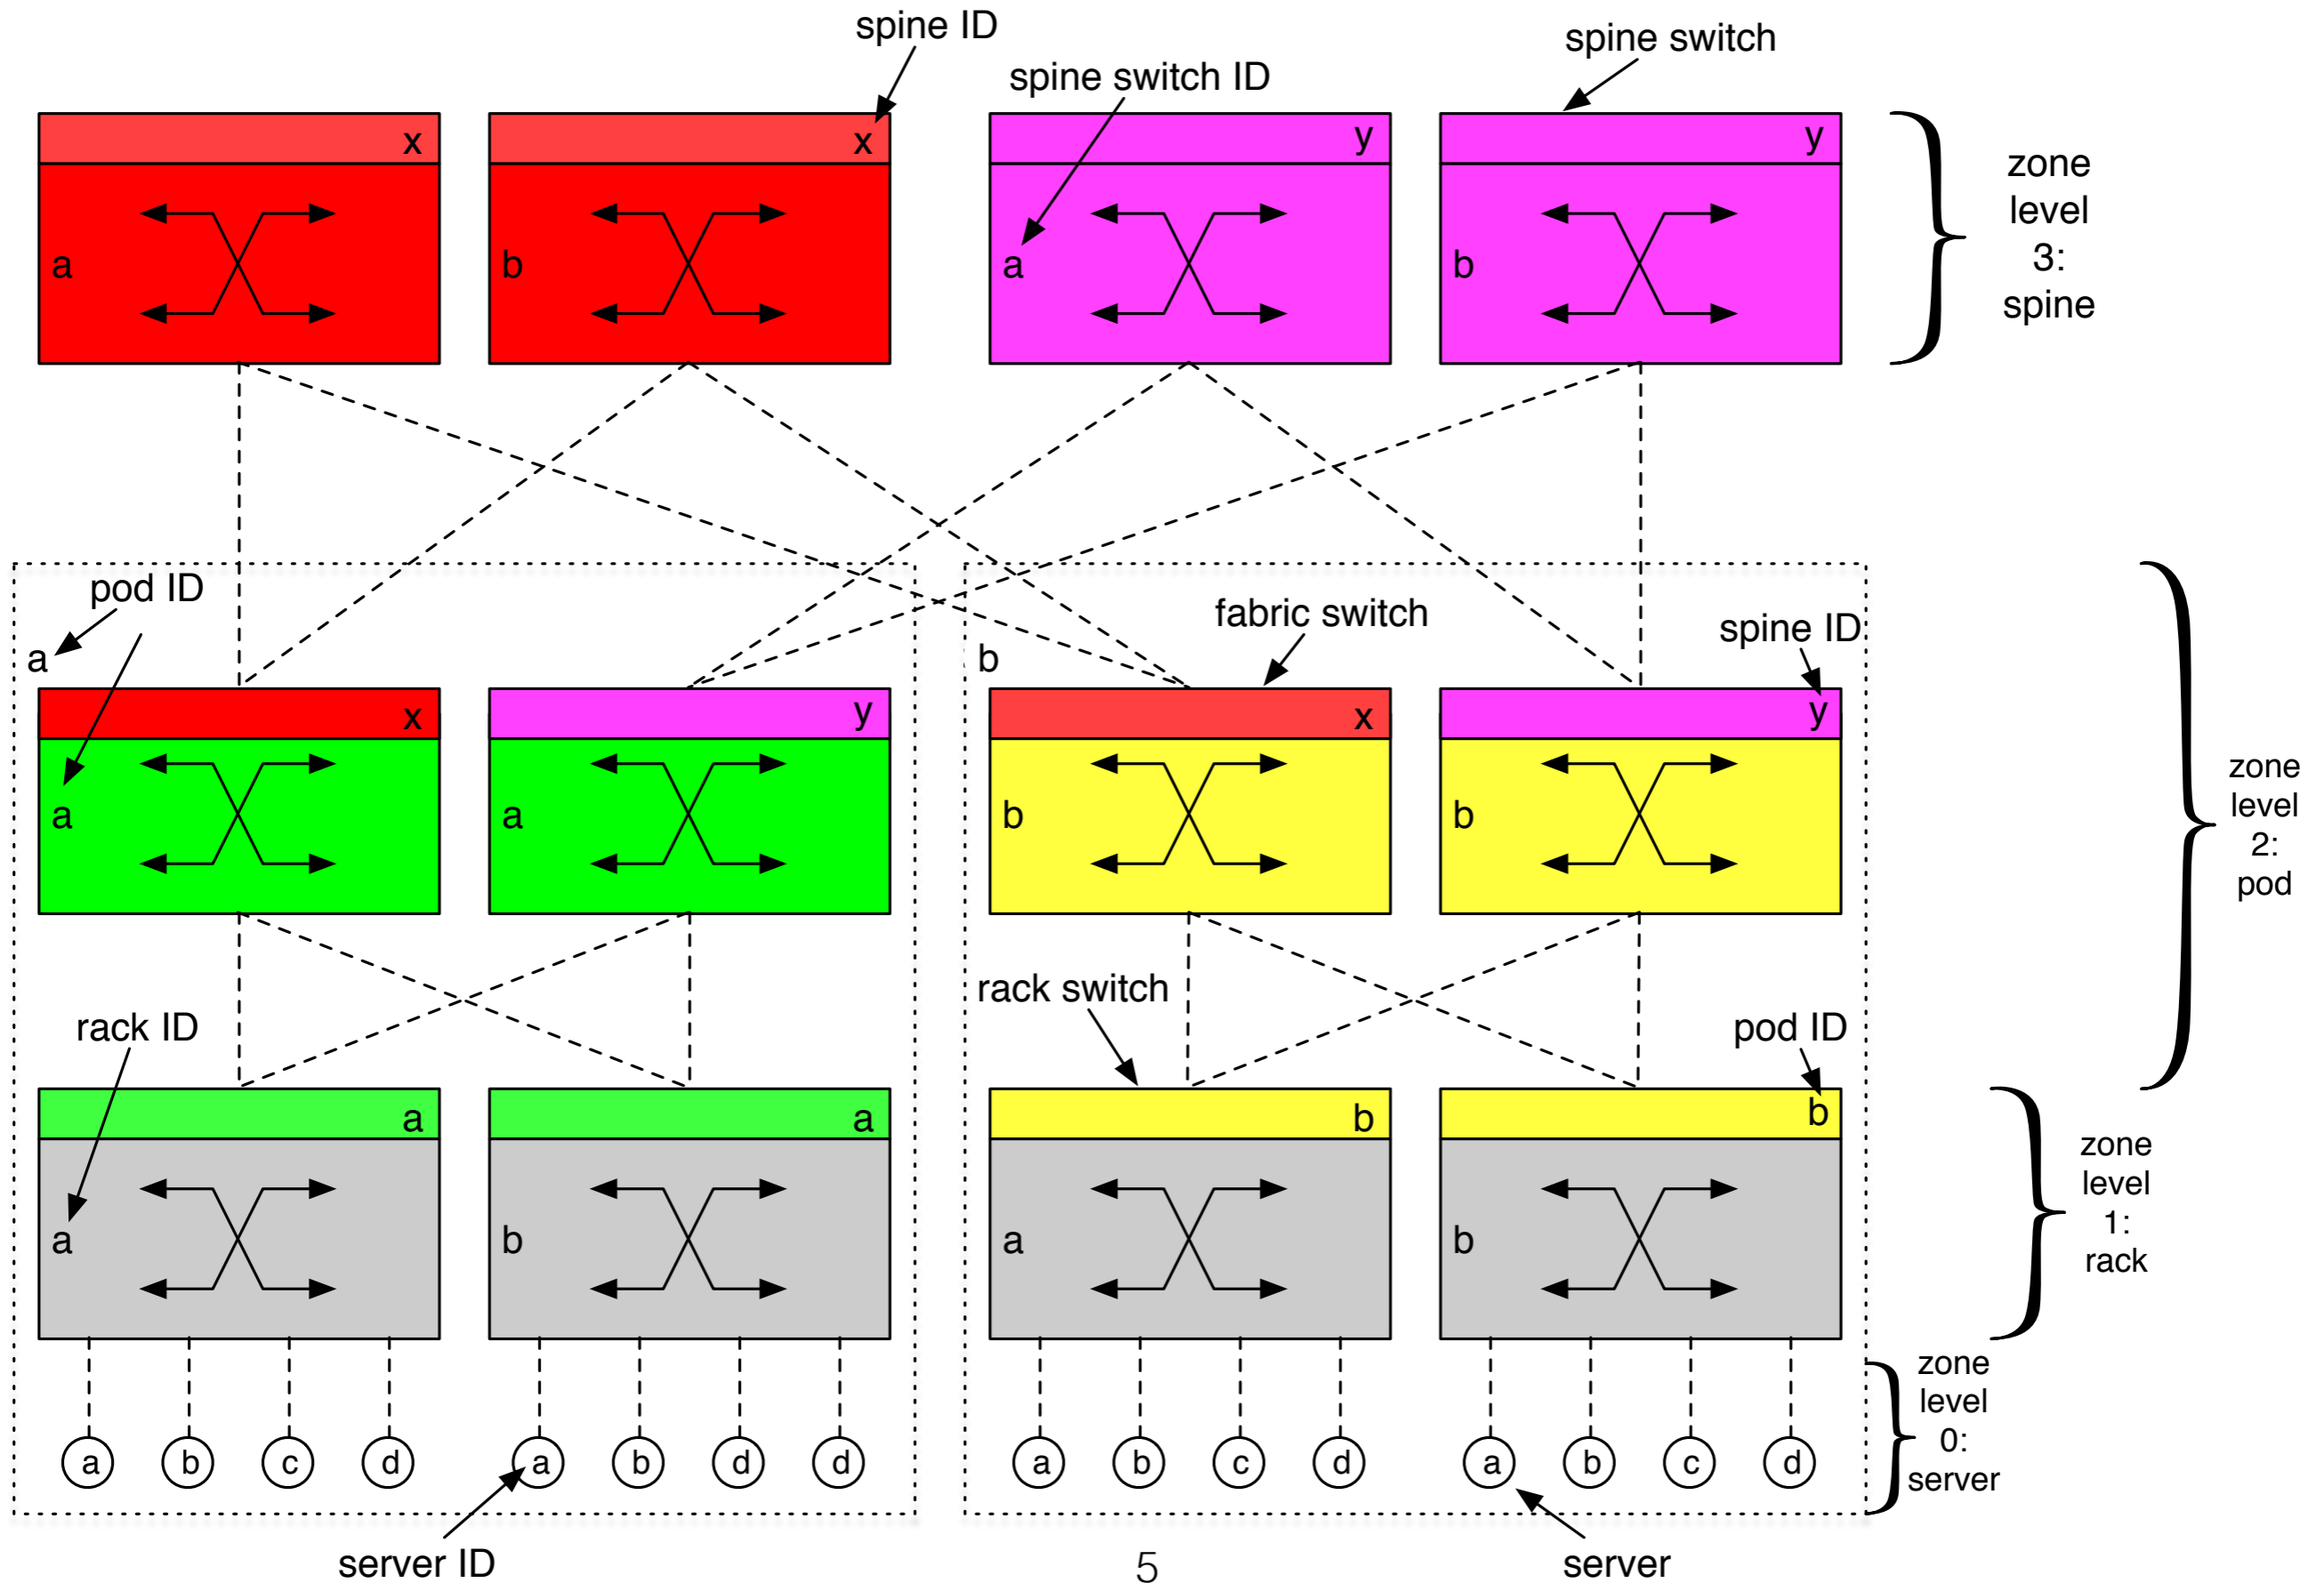 spine ID
spine switch
spine switch ID
x
x
y
y
a
b
a
b
zone
level
3:
spine
pod ID
a
b
fabric switch
spine ID
x
y
x
y
a
a
b
b
zone
level
2:
pod
rack switch
rack ID
pod ID
a
a
b
b
a
b
a
b
zone
level
1:
rack
zone
level
0:
server
a b c d a b d d a b c d a b c d
server ID
5
server